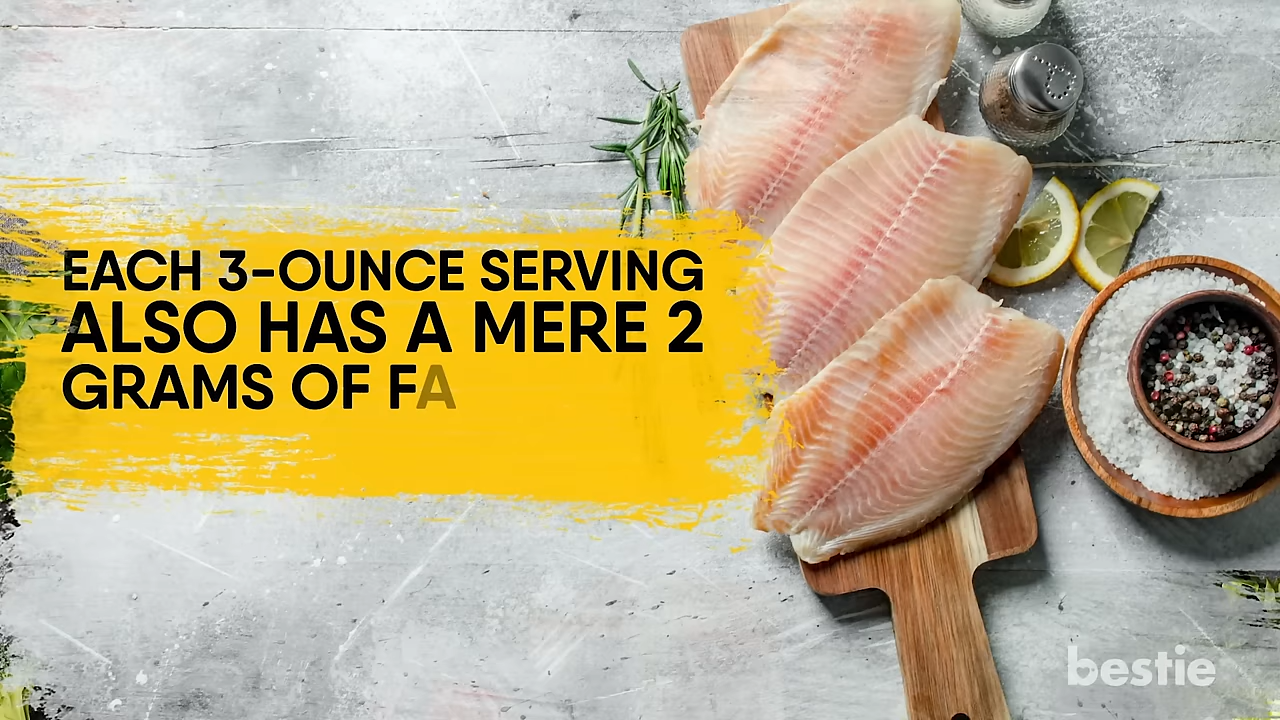 EACH 3-OUNCE SERVING
ALSO HAS A MERE 2
GRAMS OF FA
bestie